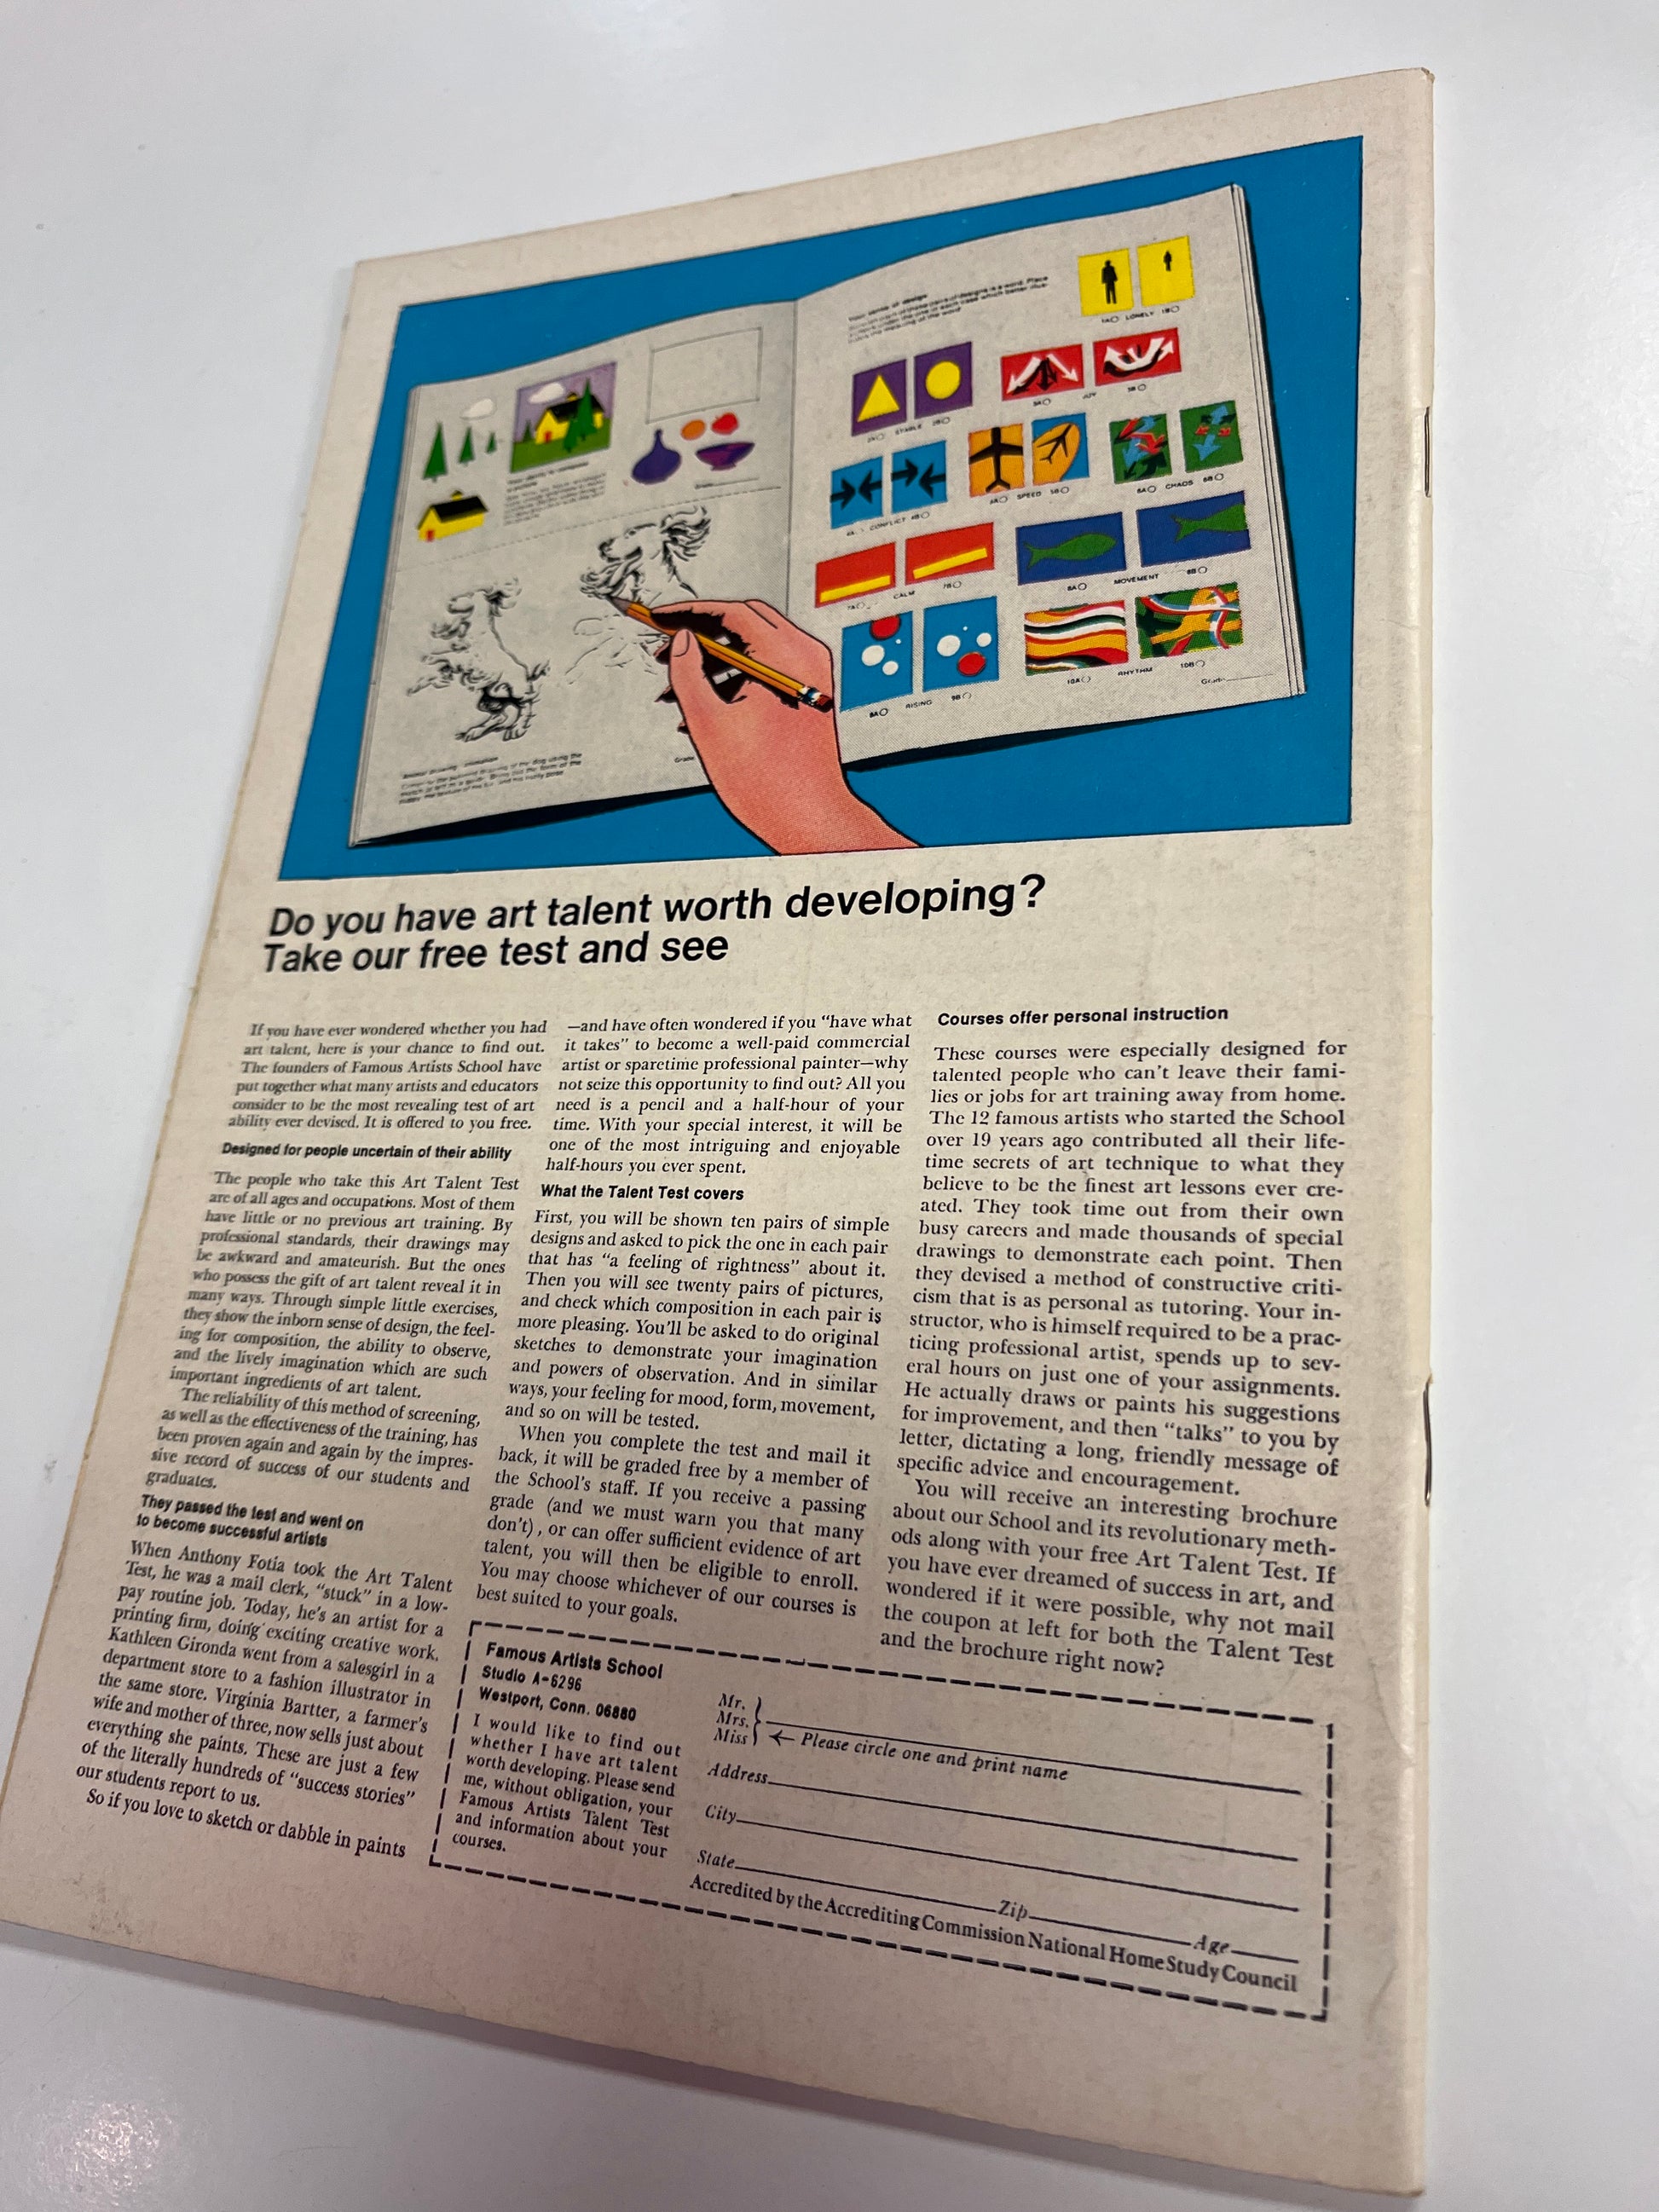 1A LONELY 1B
2A STABLE 2B
3A JOY 3B
CONFLICT 4B
SPEED 5B
6A CHAOS 6B
7A CALM 7B
8A MOVEMENT 8B
9A RISING 9B
10A RHYTHM 10B
Grade
Do you have art talent worth developing?
Take our free test and see
If you have ever wondered whether you had
art talent, here is your chance to find out.
The founders of Famous Artists School have
put together what many artists and educators
consider to be the most revealing test of art
ability ever devised. It is offered to you free.
Designed for people uncertain of their ability
The people who take this Art Talent Test
are of all ages and occupations. Most of them
have little or no previous art training. By
professional standards, their drawings may
be awkward and amateurish. But the ones
who possess the gift of art talent reveal it in
many ways. Through simple little exercises,
they show the inborn sense of design, the feel-
ing for composition, the ability to observe,
and the lively imagination which are such
important ingredients of art talent.
The reliability of this method of screening,
as well as the effectiveness of the training, has
been proven again and again by the impres-
sive record of success of our students and
graduates.
They passed the test and went on
to become successful artists
When Anthony Fotia took the Art Talent
Test, he was a mail clerk, "stuck" in a low-
pay routine job. Today, he's an artist for a
printing firm, doing exciting creative work.
Kathleen Gironda went from a salesgirl in a
department store to a fashion illustrator in
the same store. Virginia Bartter, a farmer's
wife and mother of three, now sells just about
everything she paints. These are just a few
of the literally hundreds of "success stories"
our students report to us.
So if you love to sketch or dabble in paints
—and have often wondered if you "have what
it takes" to become a well-paid commercial
artist or sparetime professional painter—why
not seize this opportunity to find out? All you
need is a pencil and a half-hour of your
time. With your special interest, it will be
one of the most intriguing and enjoyable
half-hours you ever spent.
What the Talent Test covers
First, you will be shown ten pairs of simple
designs and asked to pick the one in each pair
that has "a feeling of rightness" about it.
Then you will see twenty pairs of pictures,
and check which composition in each pair is
more pleasing. You'll be asked to do original
sketches to demonstrate your imagination
and powers of observation. And in similar
ways, your feeling for mood, form, movement,
and so on will be tested.
When you complete the test and mail it
back, it will be graded free by a member of
the School's staff. If you receive a passing
grade (and we must warn you that many
don't), or can offer sufficient evidence of art
talent, you will then be eligible to enroll.
You may choose whichever of our courses is
best suited to your goals.
Courses offer personal instruction
These courses were especially designed for
talented people who can't leave their fami-
lies or jobs for art training away from home.
The 12 famous artists who started the School
over 19 years ago contributed all their life-
time secrets of art technique to what they
believe to be the finest art lessons ever cre-
ated. They took time out from their own
busy careers and made thousands of special
drawings to demonstrate each point. Then
they devised a method of constructive criti-
cism that is as personal as tutoring. Your in-
structor, who is himself required to be a prac-
ticing professional artist, spends up to sev-
eral hours on just one of your assignments.
He actually draws or paints his suggestions
for improvement, and then "talks" to you by
letter, dictating a long, friendly message of
specific advice and encouragement.
You will receive an interesting brochure
about our School and its revolutionary meth-
ods along with your free Art Talent Test. If
you have ever dreamed of success in art, and
wondered if it were possible, why not mail
the coupon at left for both the Talent Test
and the brochure right now?
Famous Artists School
Studio A-6296
Westport, Conn. 06880
I would like to find out
whether I have art talent
worth developing. Please send
me, without obligation, your
Famous Artists Talent Test
and information about your
courses.
Mr.
Mrs.
Miss ← Please circle one and print name
Address
City
State Zip Age
Accredited by the Accrediting Commission National Home Study Council